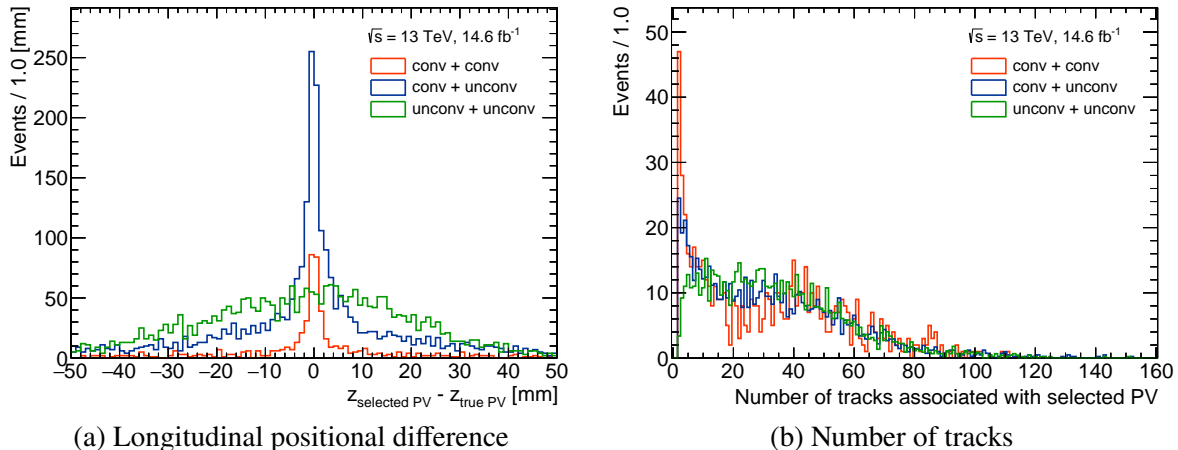 Events / 1.0 [mm]
250
200
150
100
50
0
√s = 13 TeV, 14.6 fb-1
conv + conv
conv + unconv
unconv + unconv
−50 −40 −30 −20 −10 0 10 20 30 40 50
zselected PV - ztrue PV [mm]
(a) Longitudinal positional difference
Events / 1.0
50
40
30
20
10
0
√s = 13 TeV, 14.6 fb-1
conv + conv
conv + unconv
unconv + unconv
0 20 40 60 80 100 120 140 160
Number of tracks associated with selected PV
(b) Number of tracks